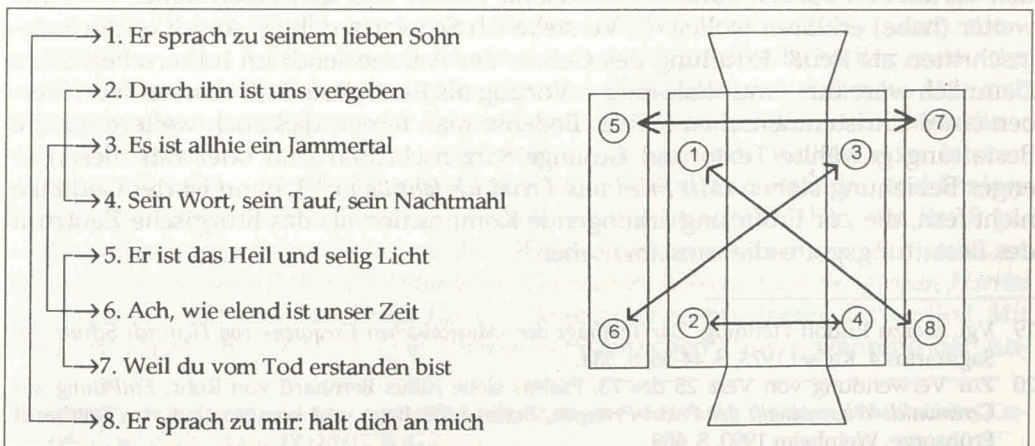 1. Er sprach zu seinem lieben Sohn
2. Durch ihn ist uns vergeben
3. Es ist allhie ein Jammertal
4. Sein Wort, sein Tauf, sein Nachtmahl
5. Er ist das Heil und selig Licht
6. Ach, wie elend ist unser Zeit
7. Weil du vom Tod erstanden bist
8. Er sprach zu mir: halt dich an mich
5 7
1 3
6 2 4 8